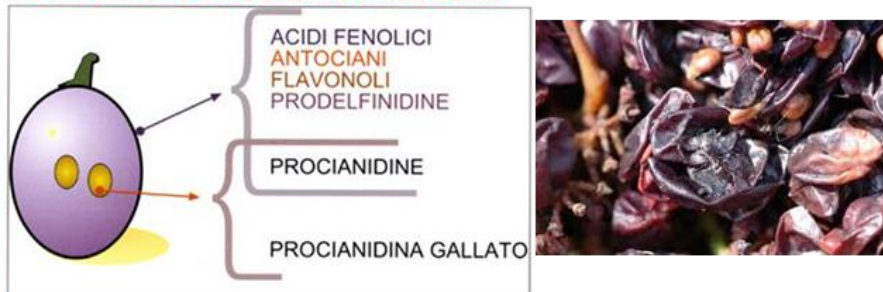 ACIDI FENOLICI
ANTOCIANI
FLAVONOLI
PRODELFINIDINE
PROCIANIDINE
PROCIANIDINA GALLATO